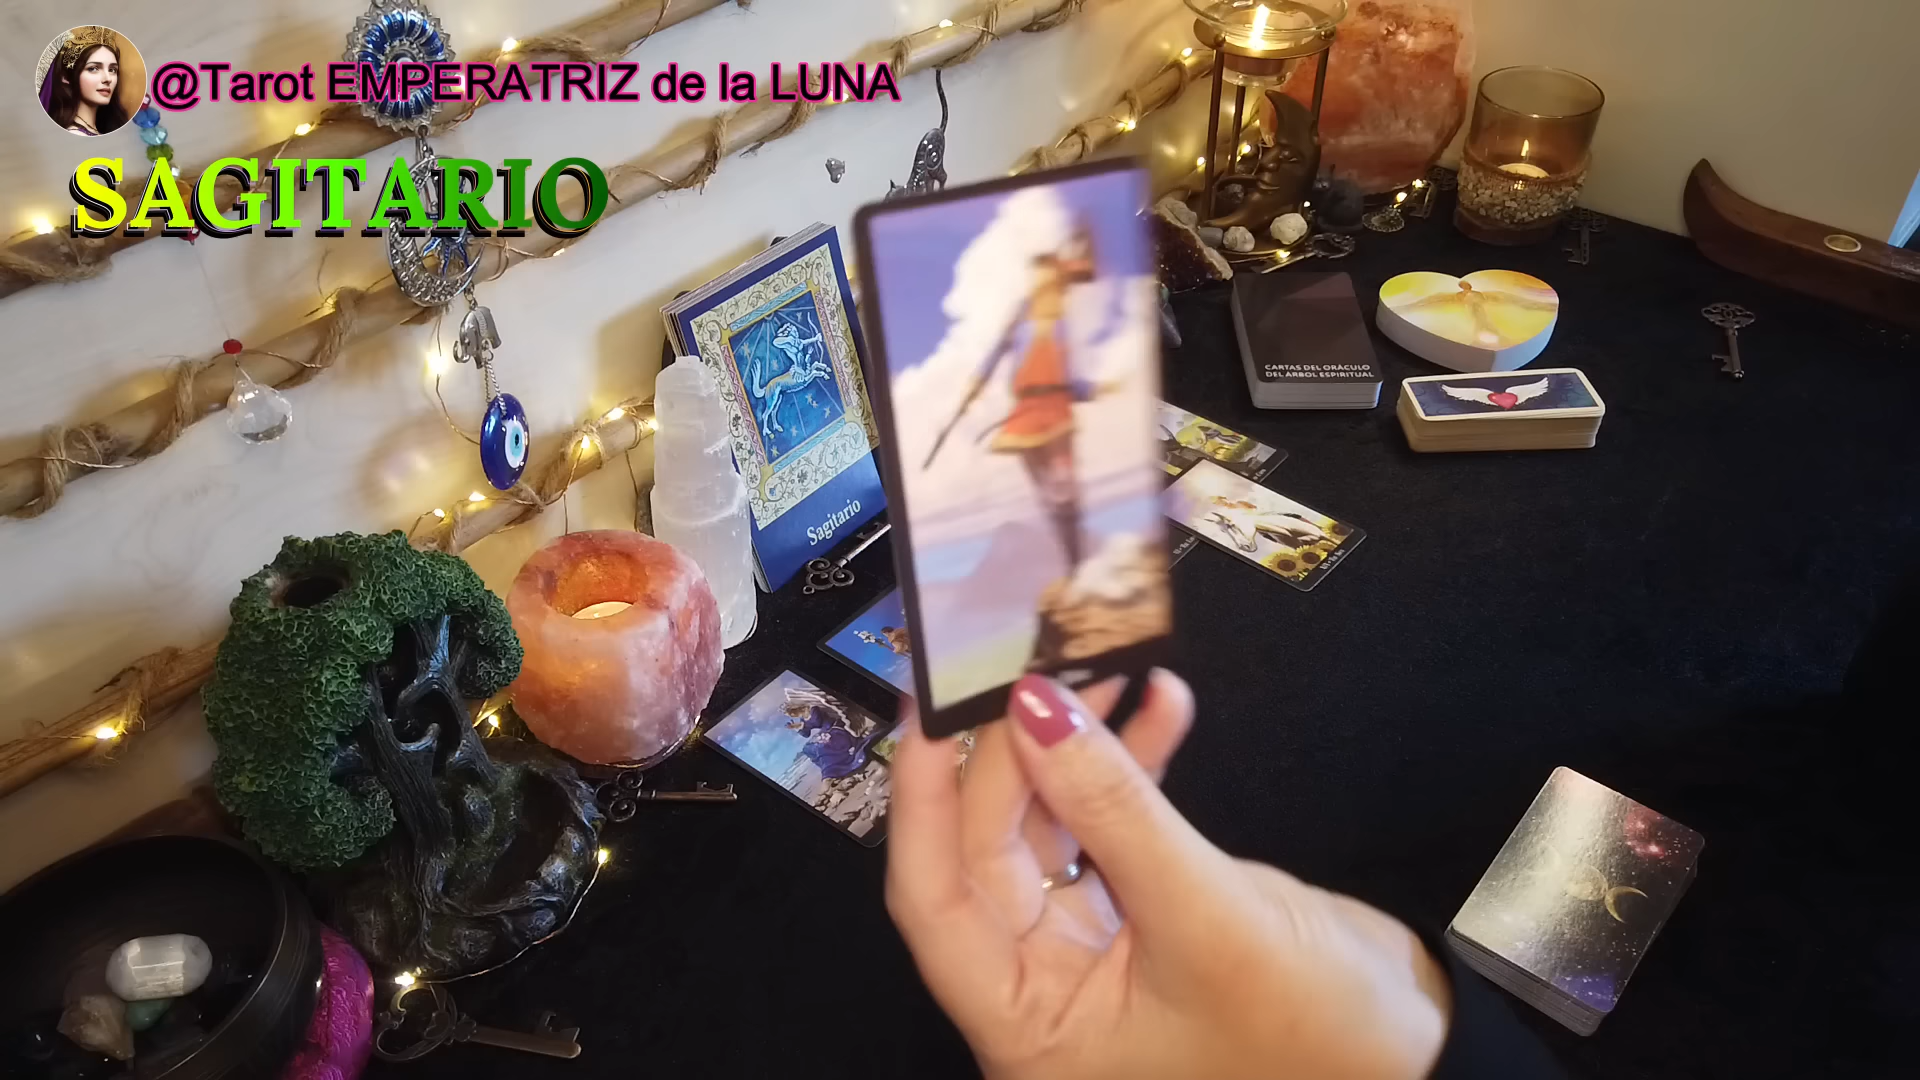 @Tarot EMPERATRIZ de la LUNA
SAGITARIO
Sagitario
CARTAS DEL ORÁCULO
DEL ÁRBOL ESPIRITUAL